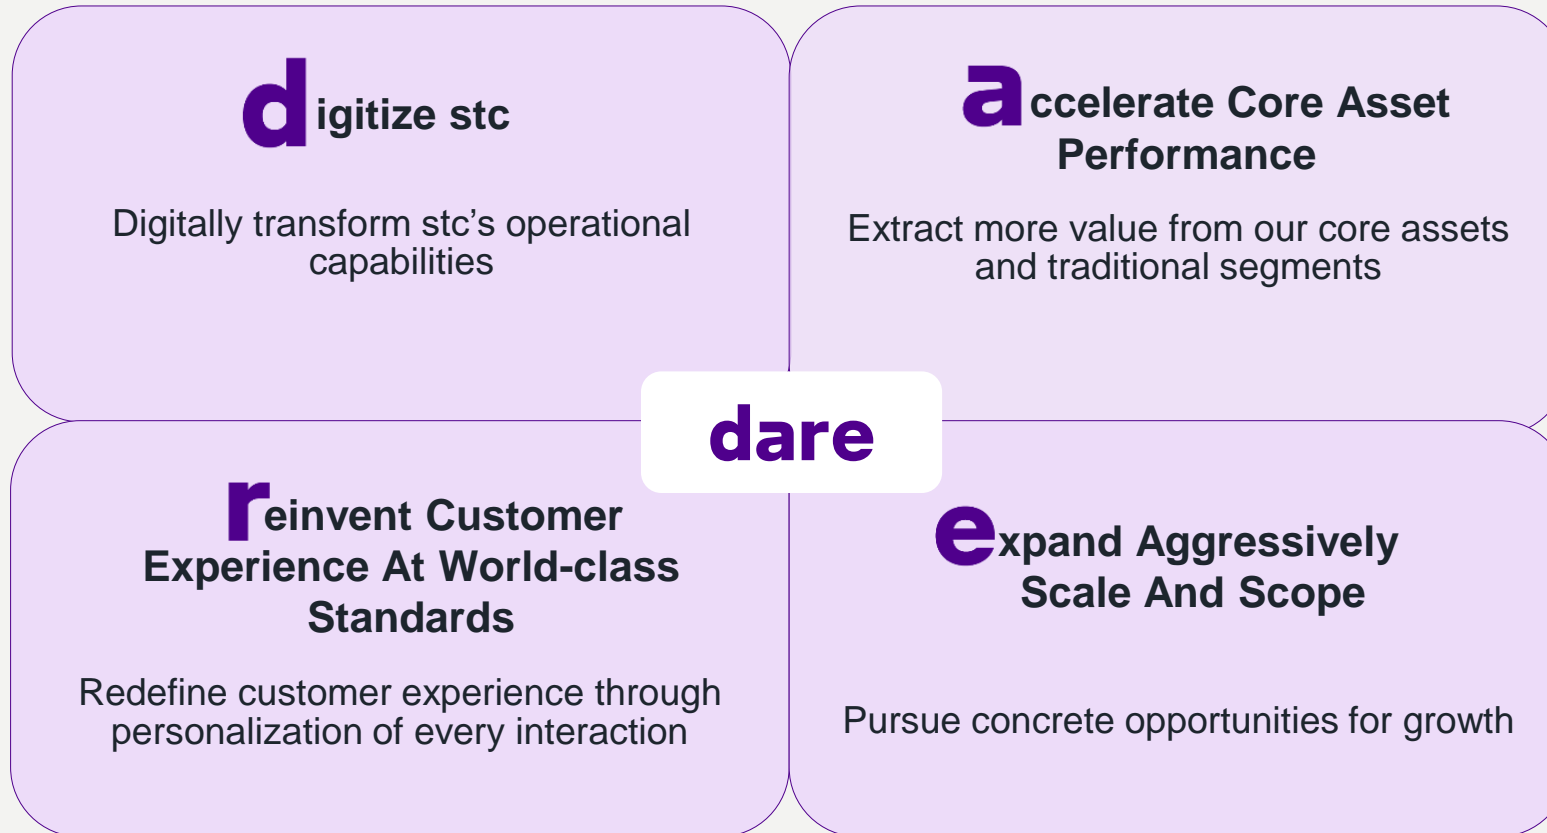 digitize stc
Digitally transform stc’s operational
capabilities
accelerate Core Asset
Performance
Extract more value from our core assets
and traditional segments
dare
reinvent Customer
Experience At World-class
Standards
Redefine customer experience through
personalization of every interaction
expand Aggressively
Scale And Scope
Pursue concrete opportunities for growth